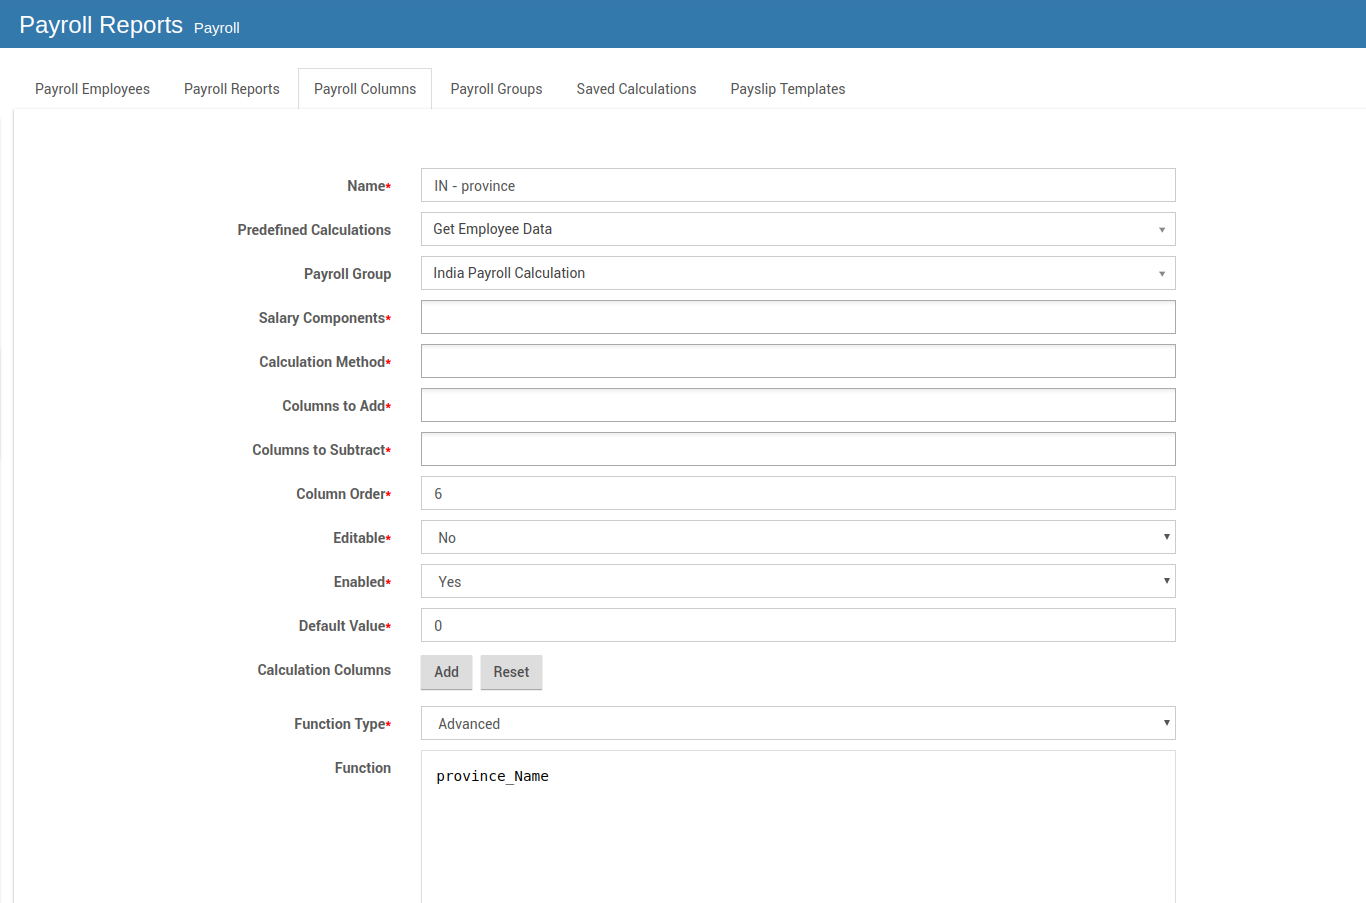 Payroll Reports Payroll
Payroll Employees Payroll Reports Payroll Columns Payroll Groups Saved Calculations Payslip Templates
Name* IN - province
Predefined Calculations Get Employee Data
Payroll Group India Payroll Calculation
Salary Components*
Calculation Method*
Columns to Add*
Columns to Subtract*
Column Order* 6
Editable* No
Enabled* Yes
Default Value* 0
Calculation Columns Add Reset
Function Type* Advanced
Function province_Name